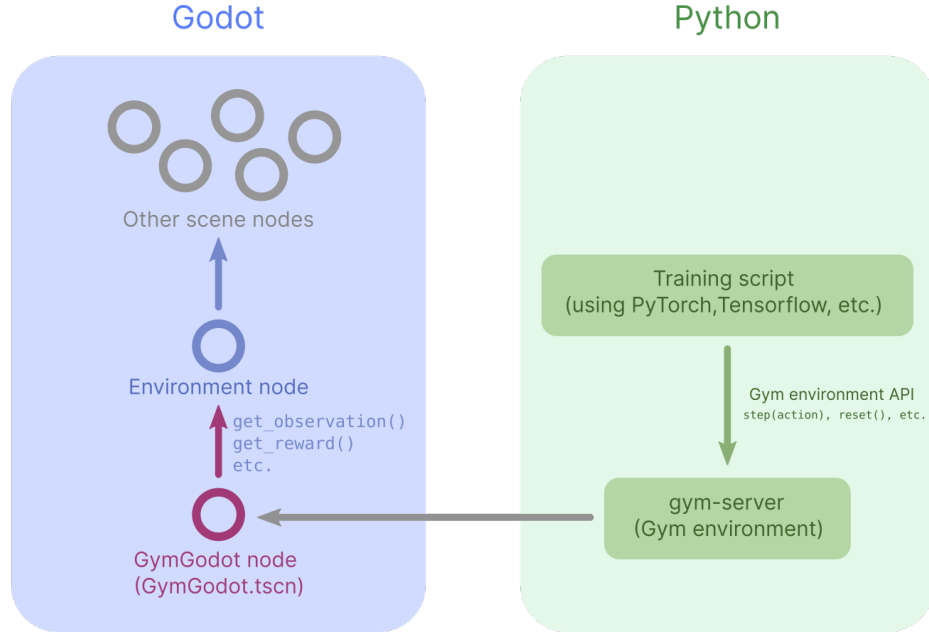 Godot
Python
Other scene nodes
Environment node
get_observation()
get_reward()
etc.
GymGodot node
(GymGodot.tscn)
Training script
(using PyTorch,Tensorflow, etc.)
Gym environment API
step(action), reset(), etc.
gym-server
(Gym environment)